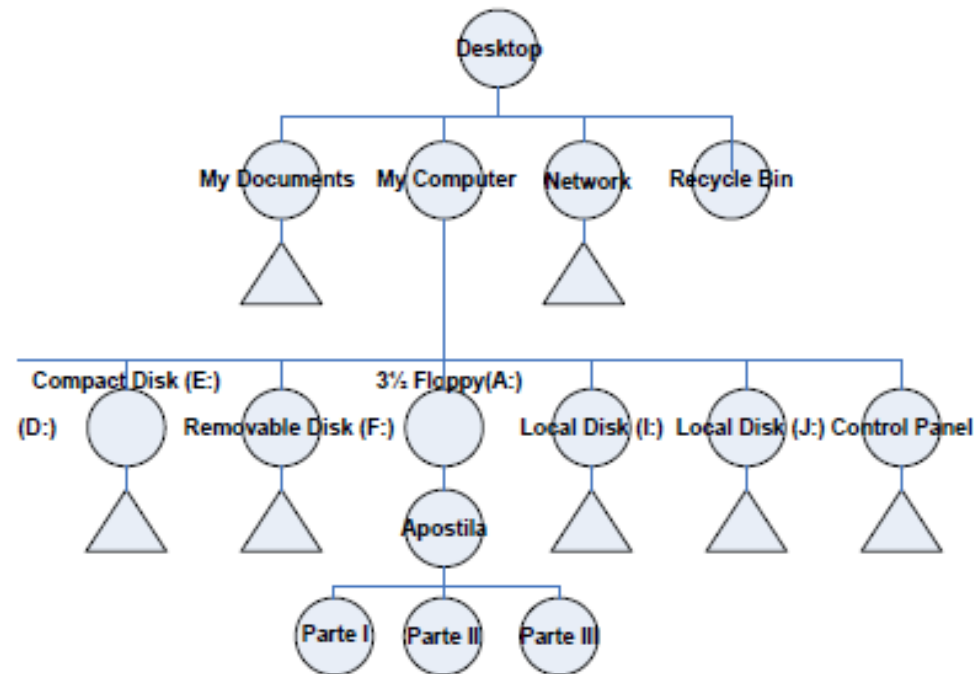 Desktop
My Documents My Computer Network Recycle Bin
Compact Disk (E:) 3½ Floppy(A:)
(D:) Removable Disk (F:) Local Disk (I:) Local Disk (J:) Control Panel
Apostila
Parte I Parte II Parte III